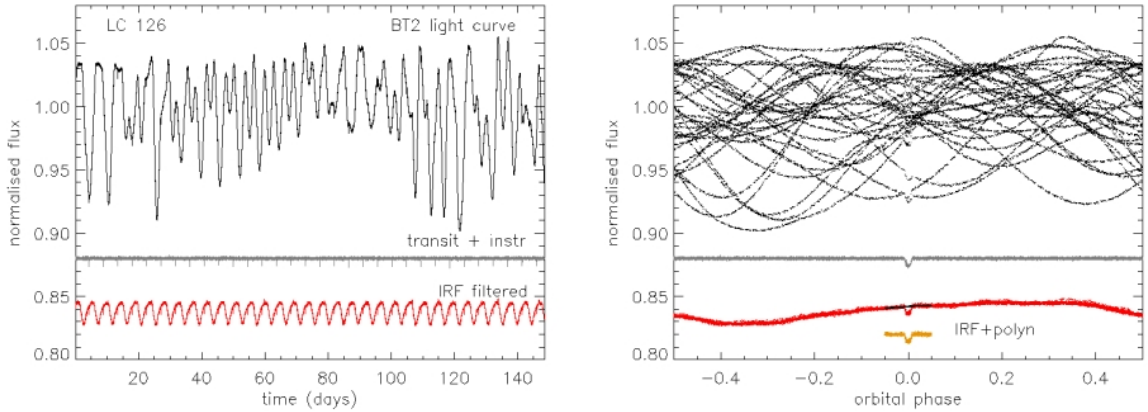 LC 126
BT2 light curve
1.05
1.00
0.95
0.90
0.85
0.80
normalised flux
transit + instr
IRF filtered
20
40
60
80
100
120
140
time (days)
1.05
1.00
0.95
0.90
0.85
0.80
normalised flux
IRF+polyn
−0.4
−0.2
0.0
0.2
0.4
orbital phase